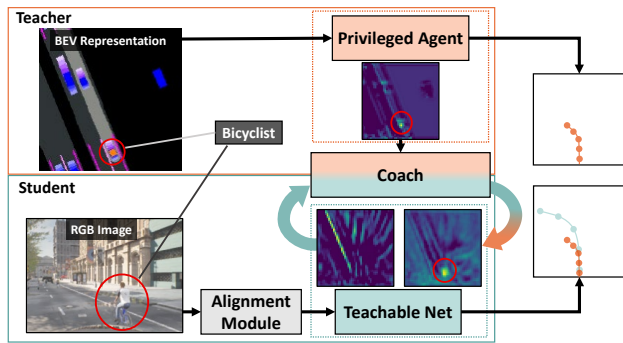 Teacher
BEV Representation
Privileged Agent
Bicyclist
Coach
Student
RGB Image
Alignment
Module
Teachable Net